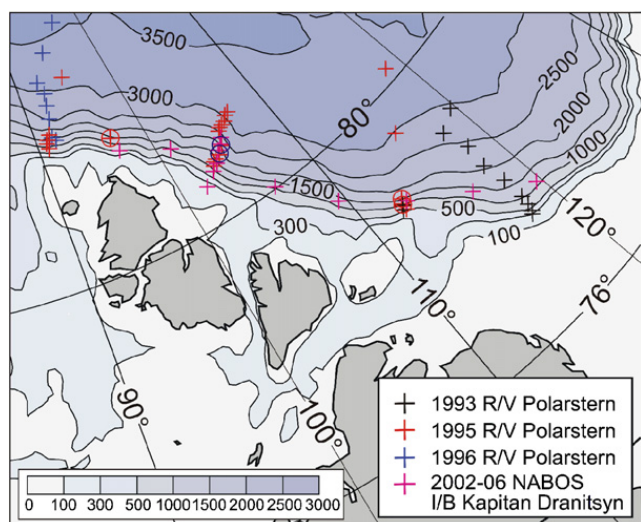 3500
3000
2500
2000
1000
80°
1500
500
300
100
120°
110°
76°
90°
100°
1993 R/V Polarstern
1995 R/V Polarstern
1996 R/V Polarstern
2002-06 NABOS
I/B Kapitan Dranitsyn
0 100 300 500 1000 1500 2000 2500 3000